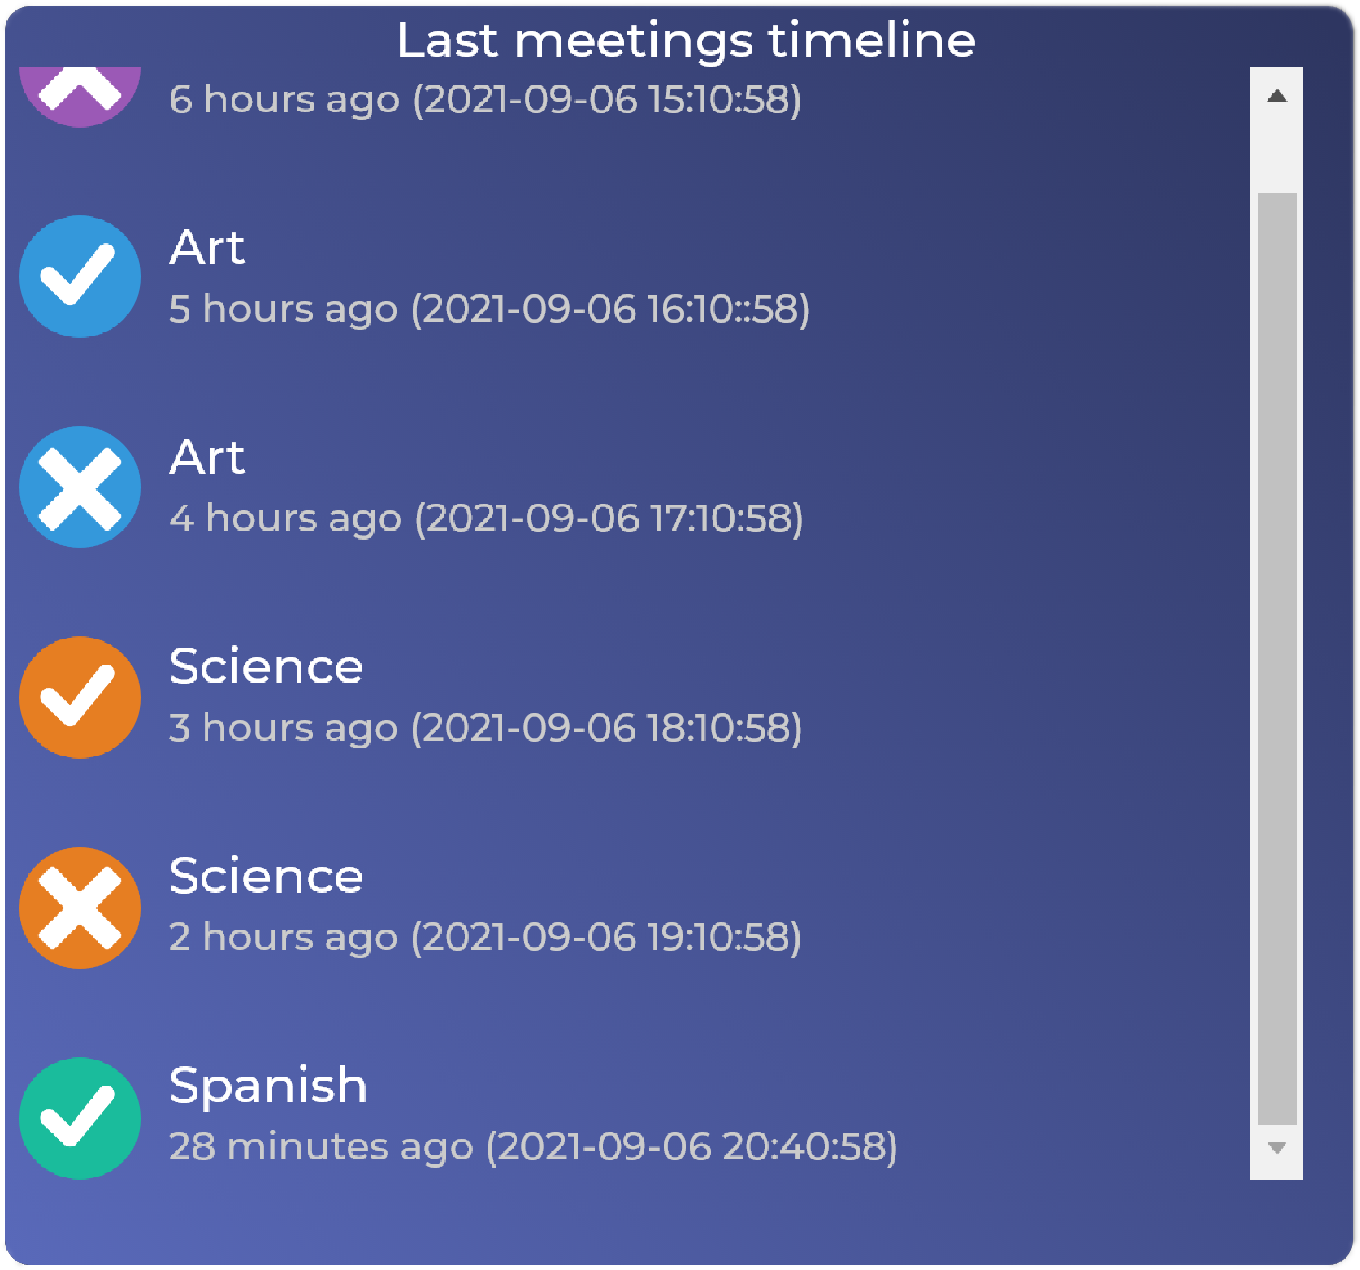 Last meetings timeline
6 hours ago (2021-09-06 15:10:58)
Art
5 hours ago (2021-09-06 16:10::58)
Art
4 hours ago (2021-09-06 17:10:58)
Science
3 hours ago (2021-09-06 18:10:58)
Science
2 hours ago (2021-09-06 19:10:58)
Spanish
28 minutes ago (2021-09-06 20:40:58)